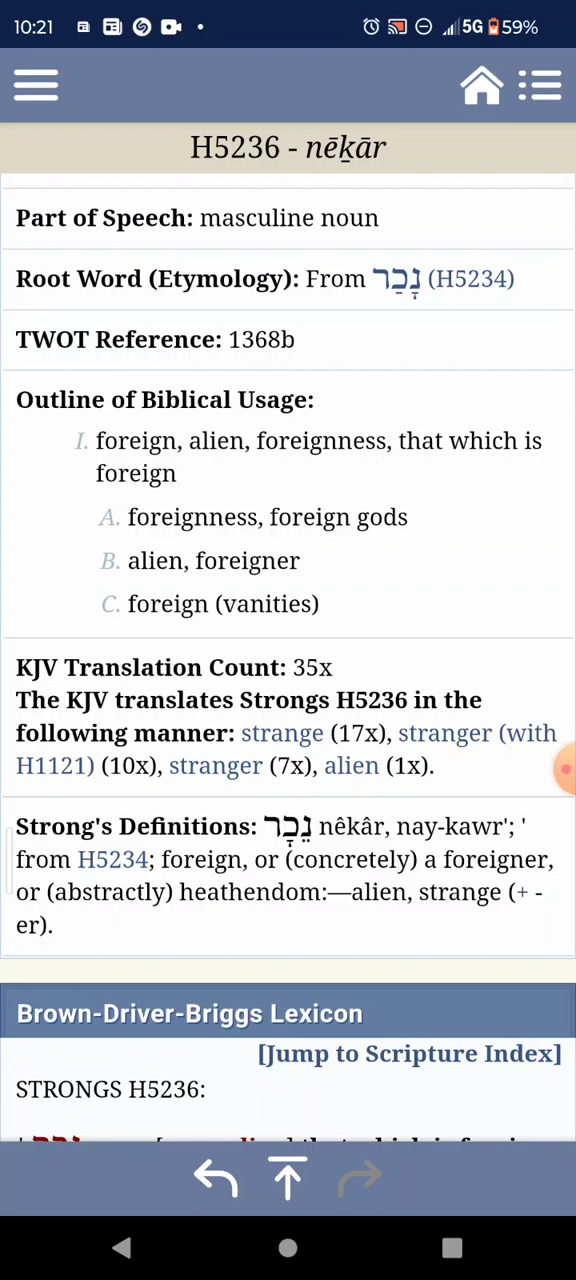 10:21 5G 59%
H5236 - nēḵār
Part of Speech: masculine noun
Root Word (Etymology): From נָכַר (H5234)
TWOT Reference: 1368b
Outline of Biblical Usage:
I. foreign, alien, foreignness, that which is
foreign
A. foreignness, foreign gods
B. alien, foreigner
C. foreign (vanities)
KJV Translation Count: 35x
The KJV translates Strongs H5236 in the
following manner: strange (17x), stranger (with
H1121) (10x), stranger (7x), alien (1x).
Strong's Definitions: נֵכָר nêkâr, nay-kawr'; '
from H5234; foreign, or (concretely) a foreigner,
or (abstractly) heathendom:—alien, strange (+ -
er).
Brown-Driver-Briggs Lexicon
[Jump to Scripture Index]
STRONGS H5236: